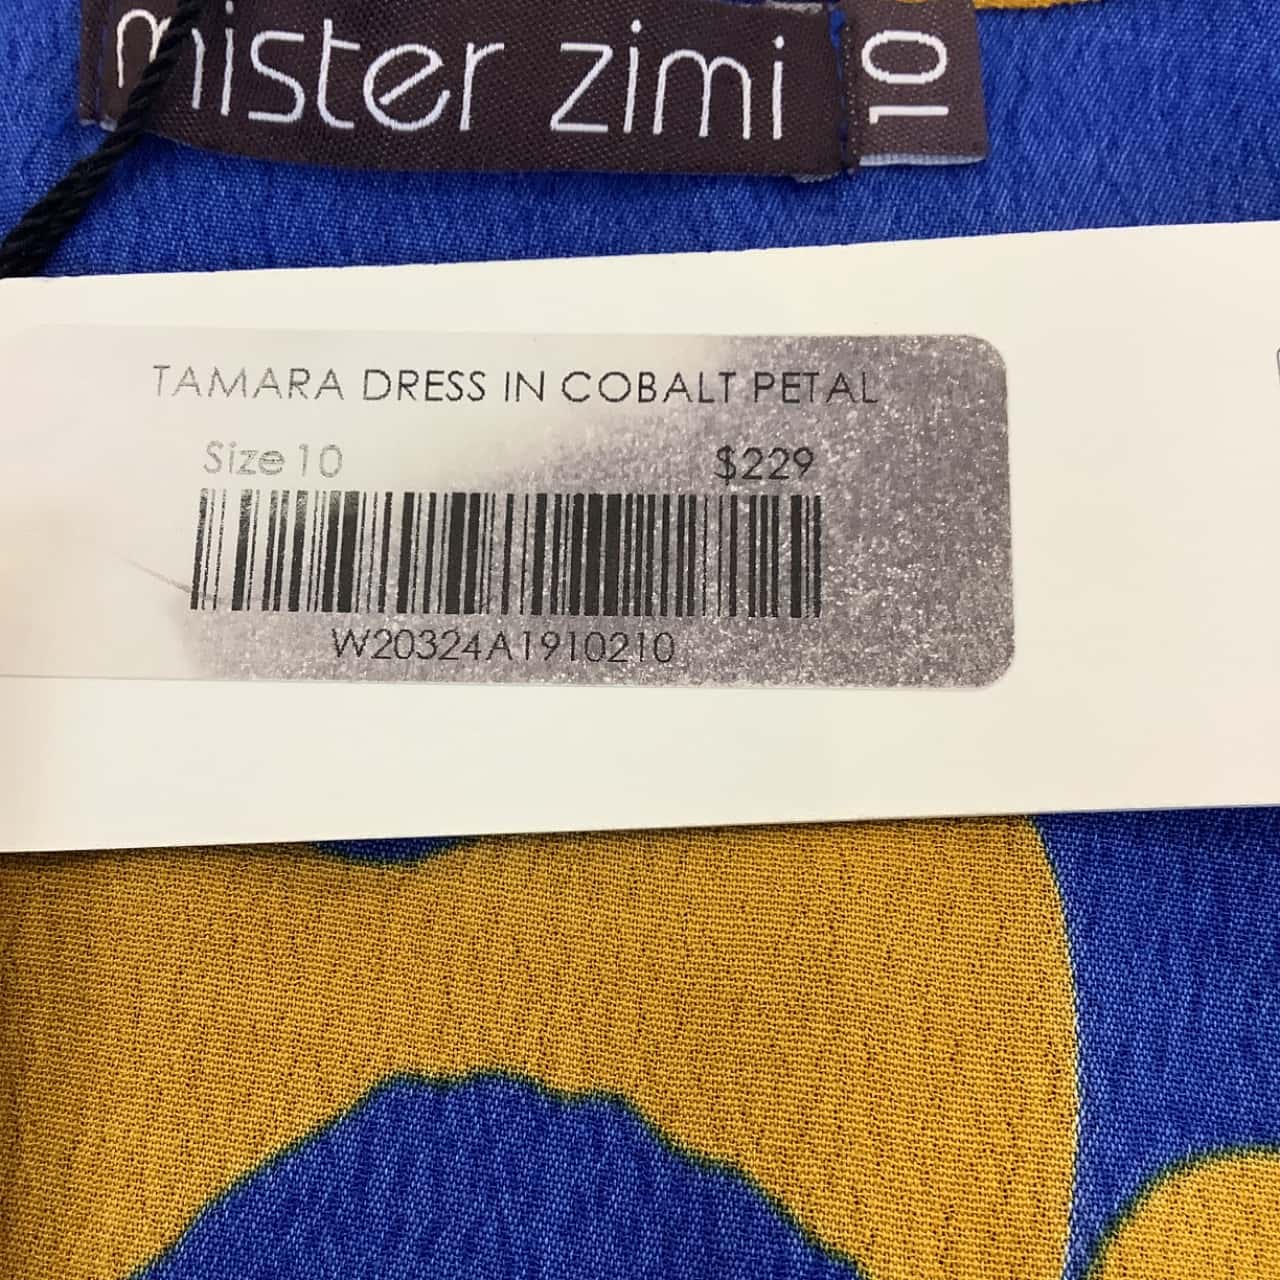 mister zimi
10
TAMARA DRESS IN COBALT PETAL
Size 10 $229
W20324A1910210